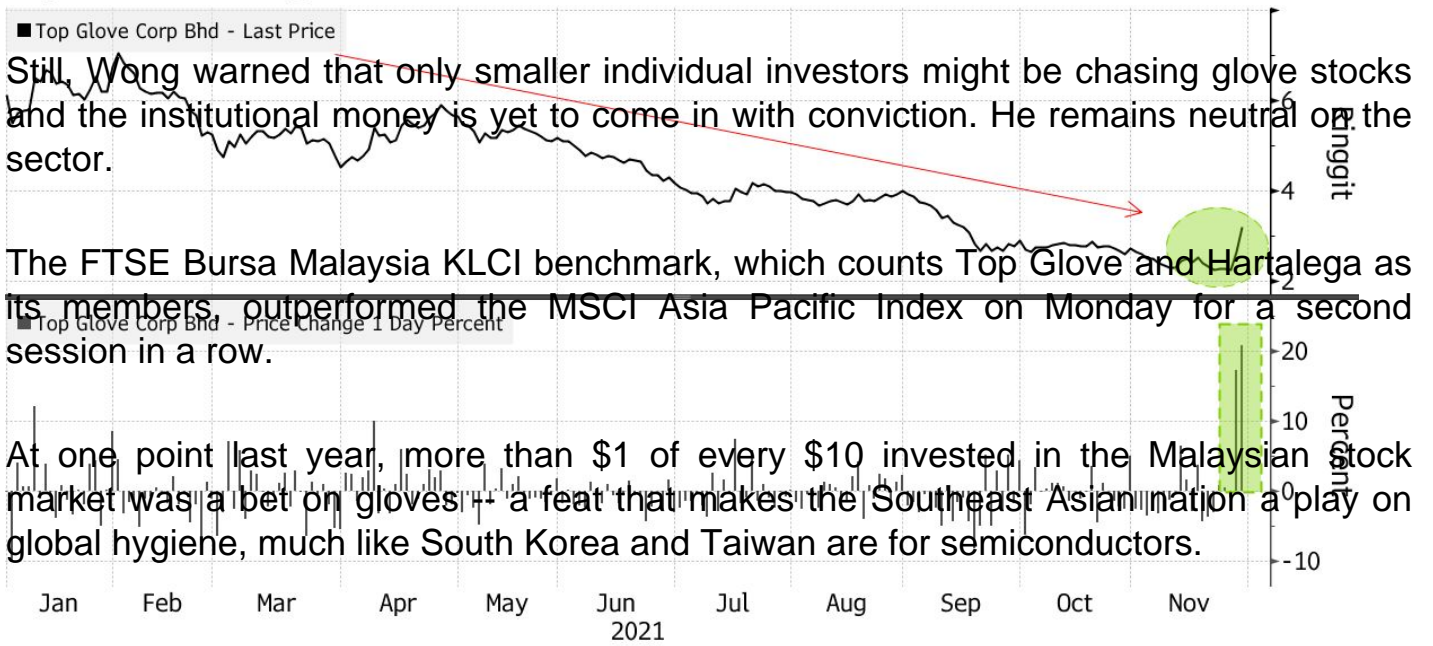 Top Glove Corp Bhd - Last Price
Still, Wong warned that only smaller individual investors might be chasing glove stocks
and the institutional money is yet to come in with conviction. He remains neutral on the
sector.
6
Ringgit
4
The FTSE Bursa Malaysia KLCI benchmark, which counts Top Glove and Hartalega as
2
its members, outperformed the MSCI Asia Pacific Index on Monday for a second
Top Glove Corp Bhd - Price Change 1 Day Percent
session in a row.
20
10
Percent
At one point last year, more than $1 of every $10 invested in the Malaysian stock
market was a bet on gloves -- a feat that makes the Southeast Asian nation a play on
0
global hygiene, much like South Korea and Taiwan are for semiconductors.
-10
Jan Feb Mar Apr May Jun Jul Aug Sep Oct Nov
2021